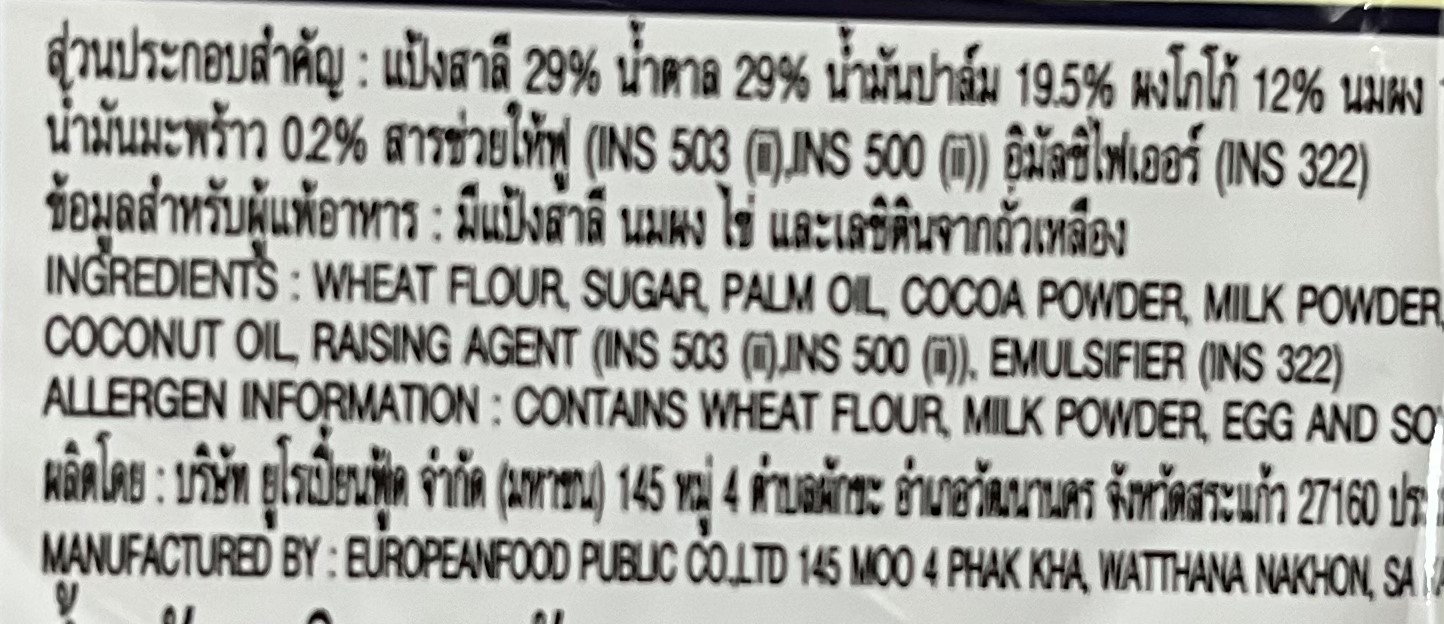 ส่วนประกอบสำคัญ : แป้งสาลี 29% น้ำตาล 29% น้ำมันปาล์ม 19.5% ผงโกโก้ 12% นมผง
น้ำมันมะพร้าว 0.2% สารช่วยให้ฟู (INS 503 (ii),INS 500 (ii)) อิมัลซิไฟเออร์ (INS 322)
ข้อมูลสำหรับผู้แพ้อาหาร : มีแป้งสาลี นมผง ไข่ และเลซิตินจากถั่วเหลือง
INGREDIENTS : WHEAT FLOUR, SUGAR, PALM OIL, COCOA POWDER, MILK POWDER,
COCONUT OIL, RAISING AGENT (INS 503 (ii),INS 500 (ii)), EMULSIFIER (INS 322)
ALLERGEN INFORMATION : CONTAINS WHEAT FLOUR, MILK POWDER, EGG AND SO
ผลิตโดย : บริษัท ยูโรเปี้ยนฟู้ด จำกัด (มหาชน) 145 หมู่ 4 ตำบลผักขะ อำเภอวัฒนานคร จังหวัดสระแก้ว 27160
MANUFACTURED BY : EUROPEANFOOD PUBLIC CO.,LTD 145 MOO 4 PHAK KHA, WATTHANA NAKHON, SA